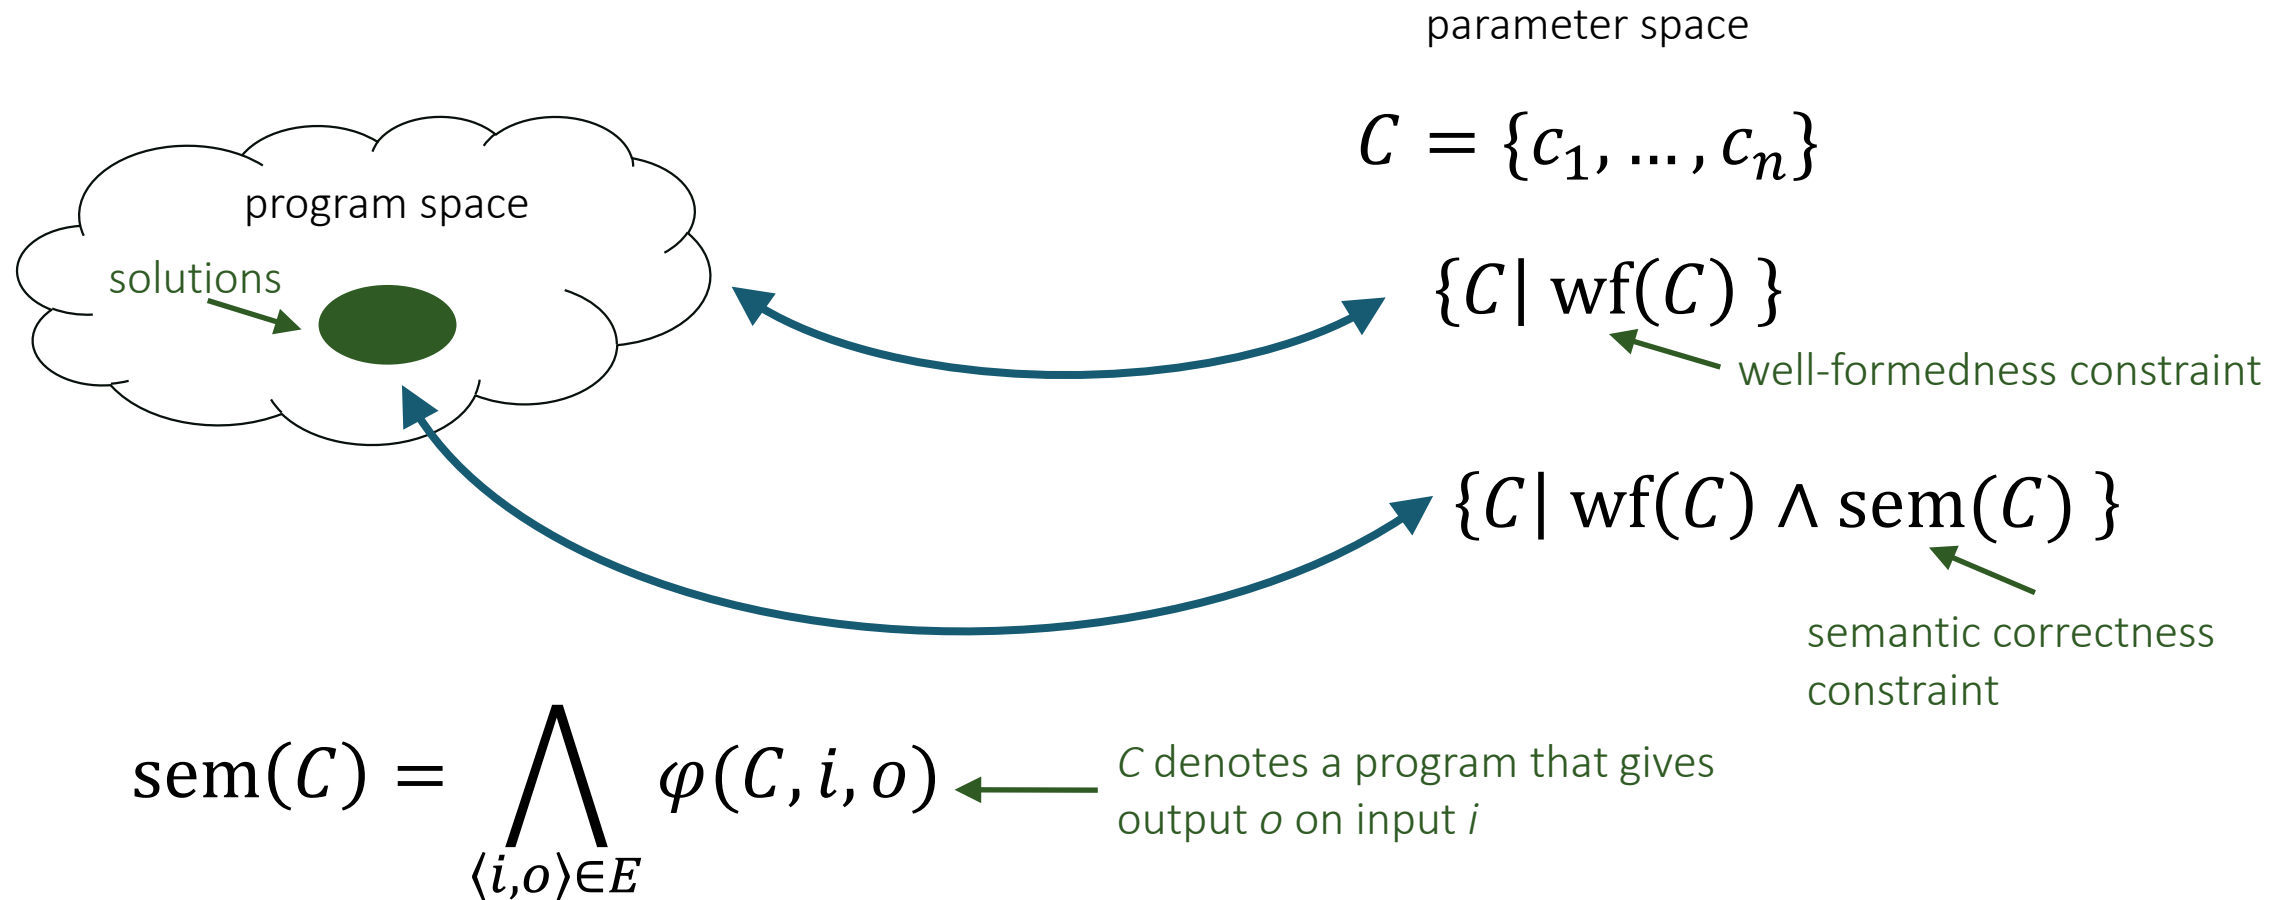 parameter space
C = {c₁, … , cₙ}
program space
solutions
{C| wf(C) }
well-formedness constraint
{C| wf(C) ∧ sem(C) }
semantic correctness
constraint
sem(C) = ⋀⟨i,o⟩∈E φ(C, i, o)
C denotes a program that gives
output o on input i